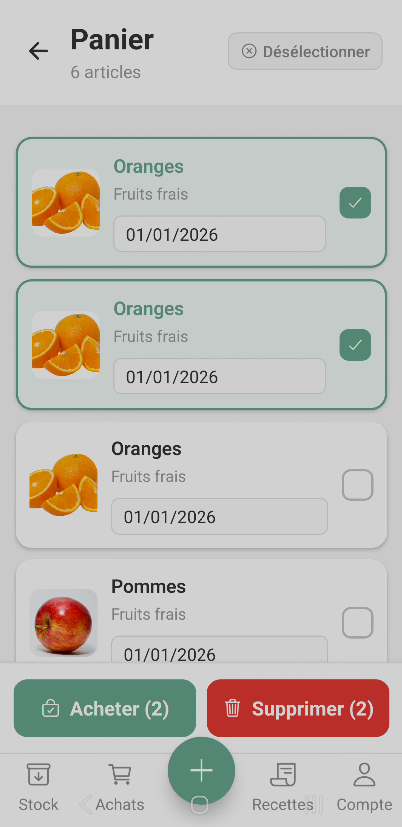 Panier
6 articles
Désélectionner
Oranges
Fruits frais
01/01/2026
Oranges
Fruits frais
01/01/2026
Oranges
Fruits frais
01/01/2026
Pommes
Fruits frais
01/01/2026
Acheter (2)
Supprimer (2)
Stock
Achats
Recettes
Compte